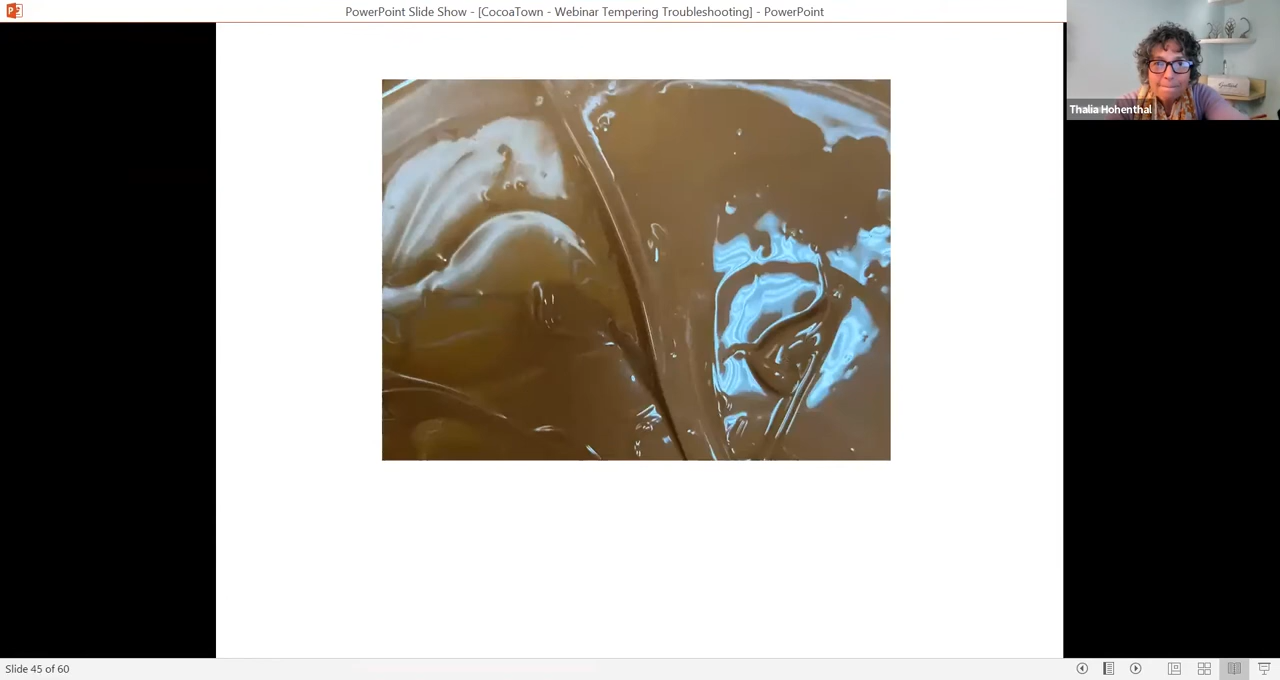 PowerPoint Slide Show - [CocoaTown - Webinar Tempering Troubleshooting] - PowerPoint
Thalia Hohenthal
Slide 45 of 60